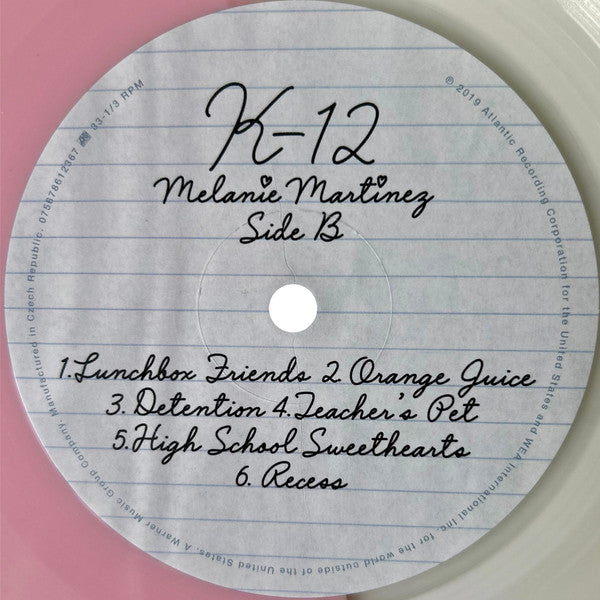 K-12
Melanie Martinez
Side B
1.Lunchbox Friends 2. Orange Juice
3. Detention 4.Teacher's Pet
5.High School Sweethearts
6. Recess
℗ 2019 Atlantic Recording Corporation for the United States and WEA International Inc. for the world outside of the United States. A Warner Music Group Company. Manufactured in Czech Republic. 075678612367 33-1/3 RPM